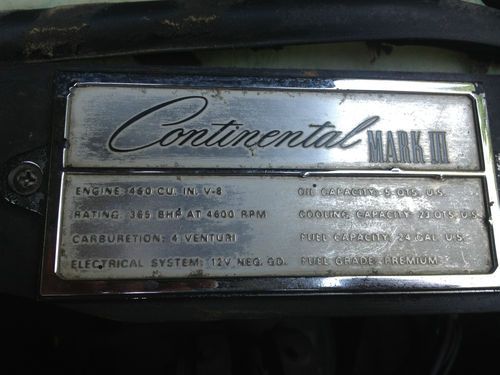 Continental MARK III
ENGINE: 460 CU. IN. V-8
RATING: 365 BHP AT 4600 RPM
CARBURETION: 4 VENTURI
ELECTRICAL SYSTEM: 12V NEG. GD.
OIL CAPACITY: 5 QTS. U.S.
COOLING CAPACITY: QTS. U.S.
FUEL CAPACITY: 24 GAL. U.S.
FUEL GRADE: PREMIUM